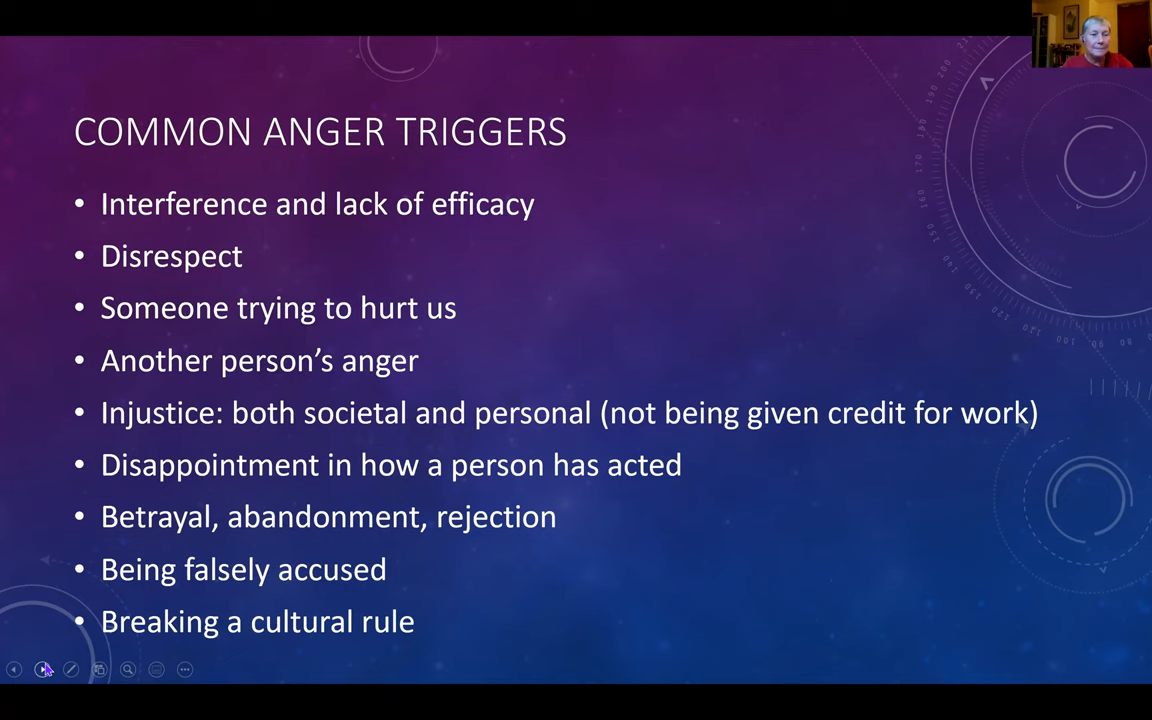 COMMON ANGER TRIGGERS
• Interference and lack of efficacy
• Disrespect
• Someone trying to hurt us
• Another person’s anger
• Injustice: both societal and personal (not being given credit for work)
• Disappointment in how a person has acted
• Betrayal, abandonment, rejection
• Being falsely accused
• Breaking a cultural rule